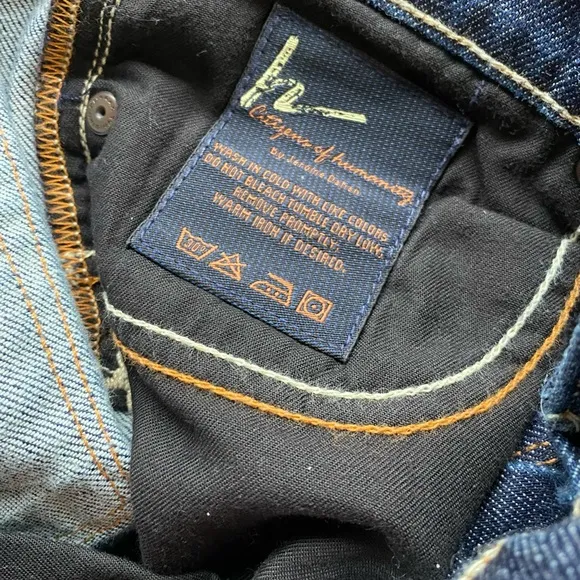 h
Citizens of humanity
by Jerome Dahan
WASH IN COLD WITH LIKE COLORS
DO NOT BLEACH TUMBLE DRY LOW.
REMOVE PROMPTLY.
WARM IRON IF DESIRED.
30°